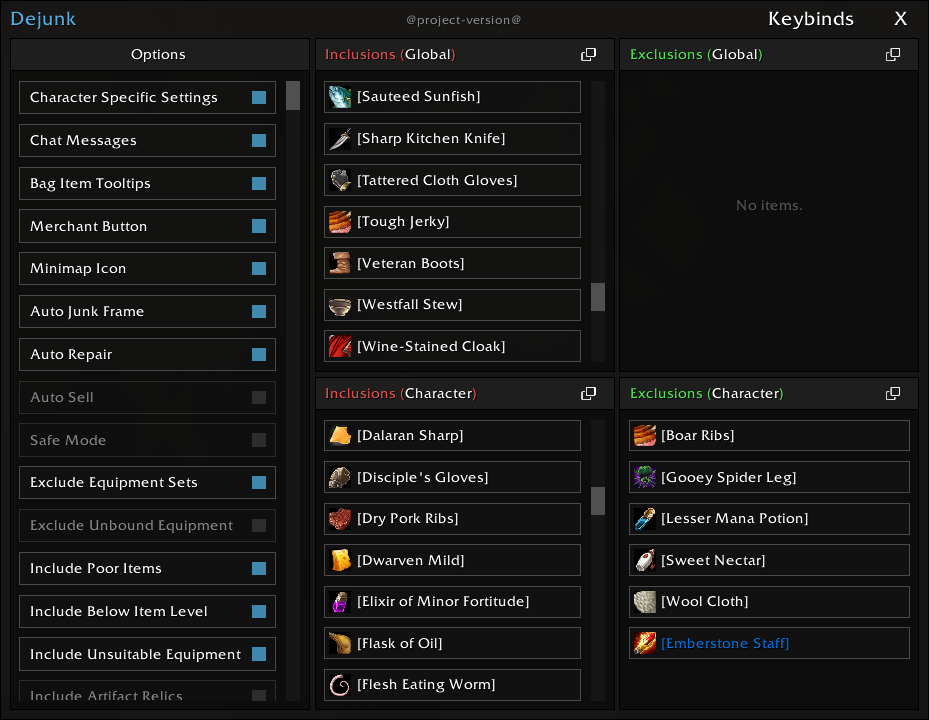 Dejunk
@project-version@
Keybinds
X
Options
Character Specific Settings
Chat Messages
Bag Item Tooltips
Merchant Button
Minimap Icon
Auto Junk Frame
Auto Repair
Auto Sell
Safe Mode
Exclude Equipment Sets
Exclude Unbound Equipment
Include Poor Items
Include Below Item Level
Include Unsuitable Equipment
Include Artifact Relics
Inclusions (Global)
[Sauteed Sunfish]
[Sharp Kitchen Knife]
[Tattered Cloth Gloves]
[Tough Jerky]
[Veteran Boots]
[Westfall Stew]
[Wine-Stained Cloak]
Exclusions (Global)
No items.
Inclusions (Character)
[Dalaran Sharp]
[Disciple's Gloves]
[Dry Pork Ribs]
[Dwarven Mild]
[Elixir of Minor Fortitude]
[Flask of Oil]
[Flesh Eating Worm]
Exclusions (Character)
[Boar Ribs]
[Gooey Spider Leg]
[Lesser Mana Potion]
[Sweet Nectar]
[Wool Cloth]
[Emberstone Staff]